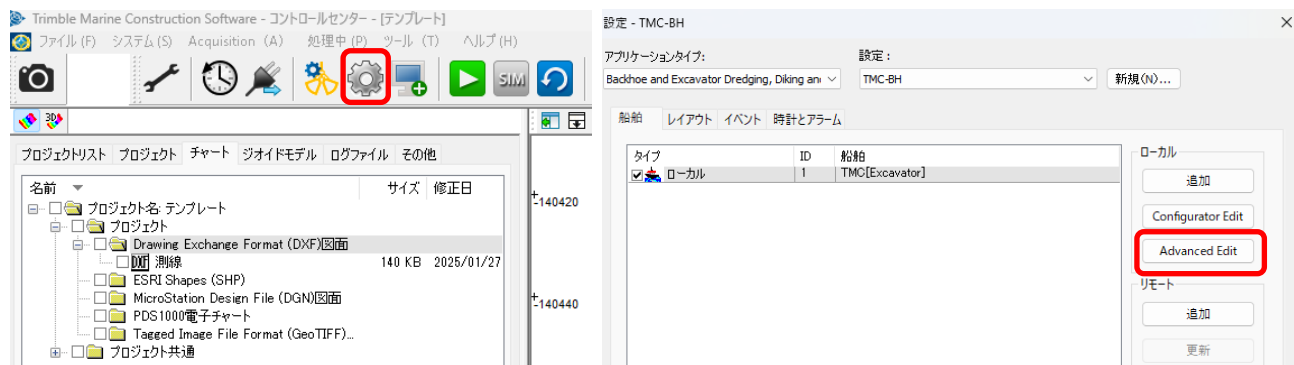 Trimble Marine Construction Software - コントロールセンター - [テンプレート]
ファイル(F) システム(S) Acquisition (A) 処理中(P) ツール (T) ヘルプ(H)
SIM
3D
プロジェクトリスト プロジェクト チャート ジオイドモデル ログファイル その他
名前 サイズ 修正日
プロジェクト名: テンプレート
プロジェクト
Drawing Exchange Format (DXF)図面
DXF 測線 140 KB 2025/01/27
ESRI Shapes (SHP)
MicroStation Design File (DGN)図面
PDS1000電子チャート
Tagged Image File Format (GeoTIFF)...
プロジェクト共通
-140420
-140440
設定 - TMC-BH
アプリケーションタイプ: 設定:
Backhoe and Excavator Dredging, Diking an TMC-BH 新規(N)...
船舶 レイアウト イベント 時計とアラーム
タイプ ID 船舶
ローカル 1 TMC[Excavator]
ローカル
追加
Configurator Edit
Advanced Edit
リモート
追加
更新